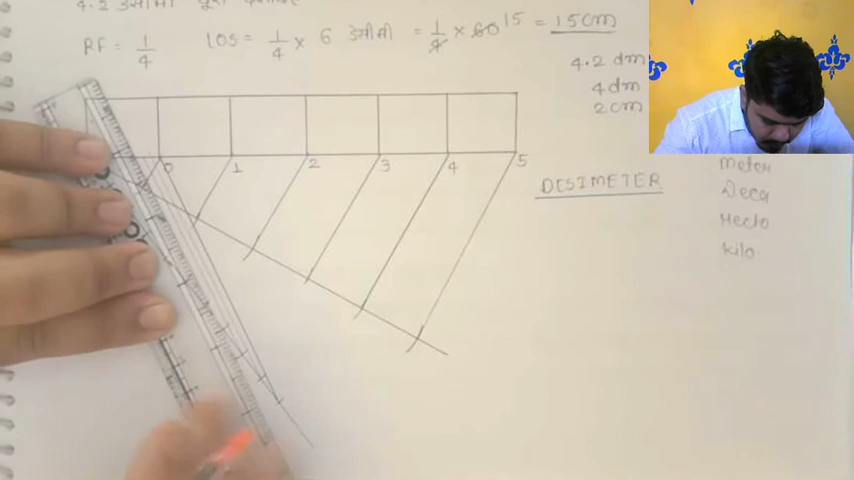 RF = 1/4 LOS = 1/4 × 6 डेसीमी = 1/4 × 60 15 = 15cm
4.2 dm
4dm
2cm
0 1 2 3 4 5
DESIMETER
meter
Deca
Hecto
kilo